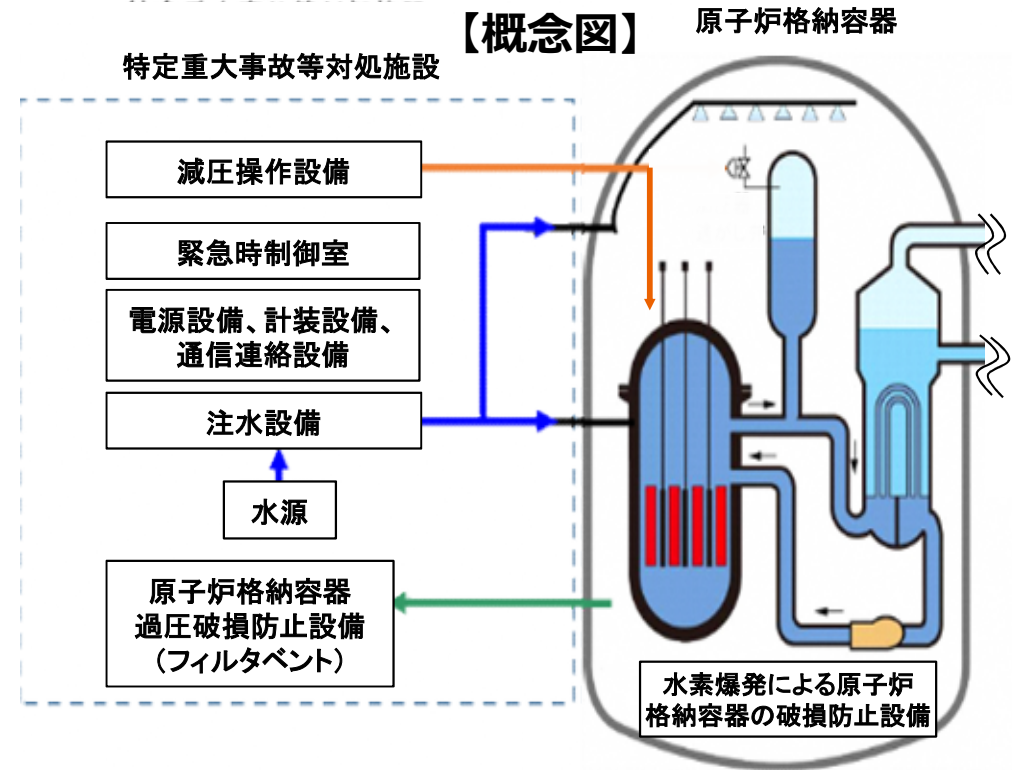 【概念図】
原子炉格納容器
特定重大事故等対処施設
減圧操作設備
緊急時制御室
電源設備、計装設備、
通信連絡設備
注水設備
水源
原子炉格納容器
過圧破損防止設備
（フィルタベント）
水素爆発による原子炉
格納容器の破損防止設備